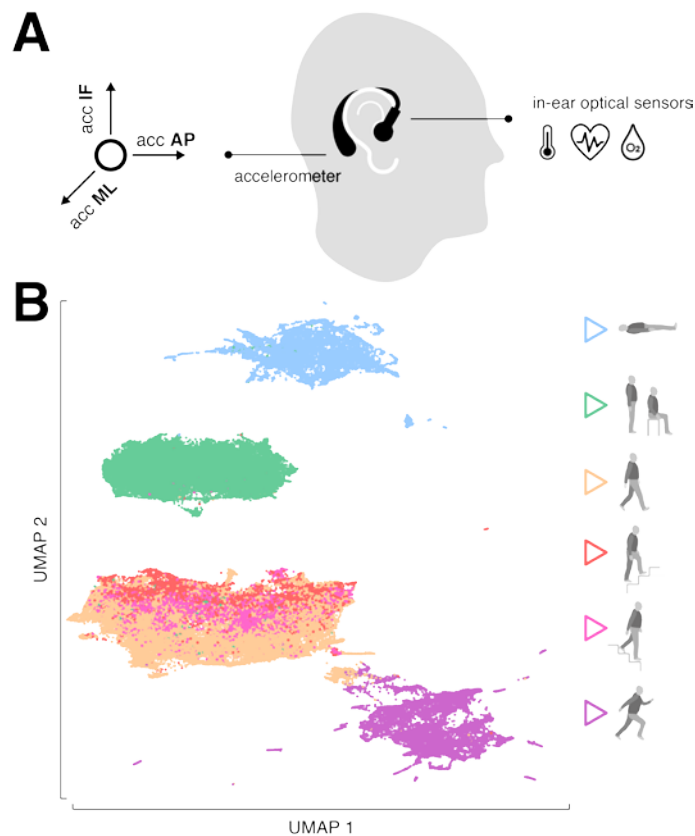 A
acc IF
acc AP
acc ML
accelerometer
in-ear optical sensors
O2
B
UMAP 2
UMAP 1